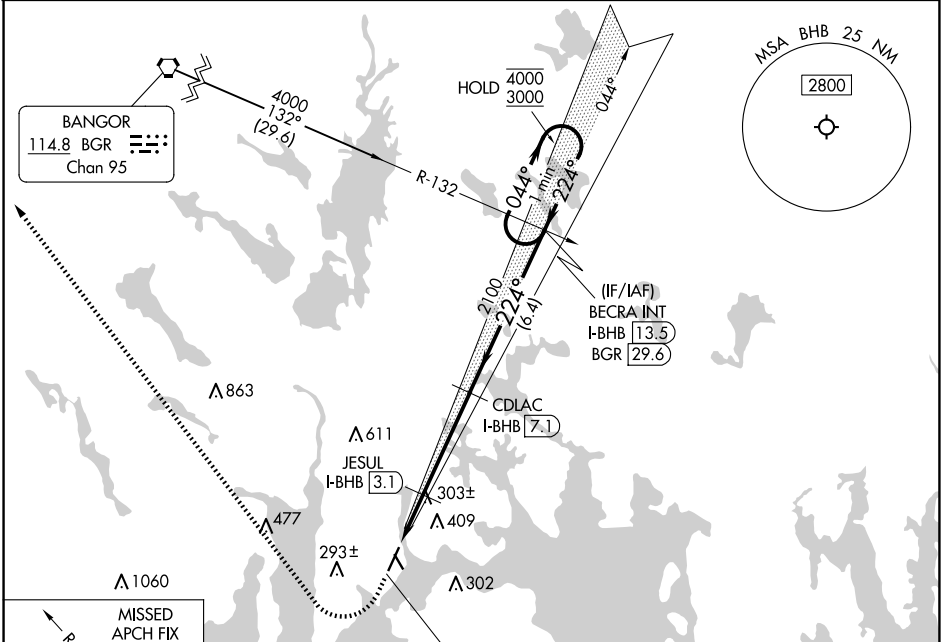 MSA BHB 25 NM
2800
HOLD 4000
3000
BANGOR
114.8 BGR
Chan 95
4000
132°
(29.6)
R-132
044°
044°
1 min
224°
2100
224°
(6.4)
(IF/IAF)
BECRA INT
I-BHB 13.5
BGR 29.6
CDLAC
I-BHB 7.1
JESUL
I-BHB 3.1
863
611
303±
409
477
293±
302
1060
MISSED
APCH FIX
R